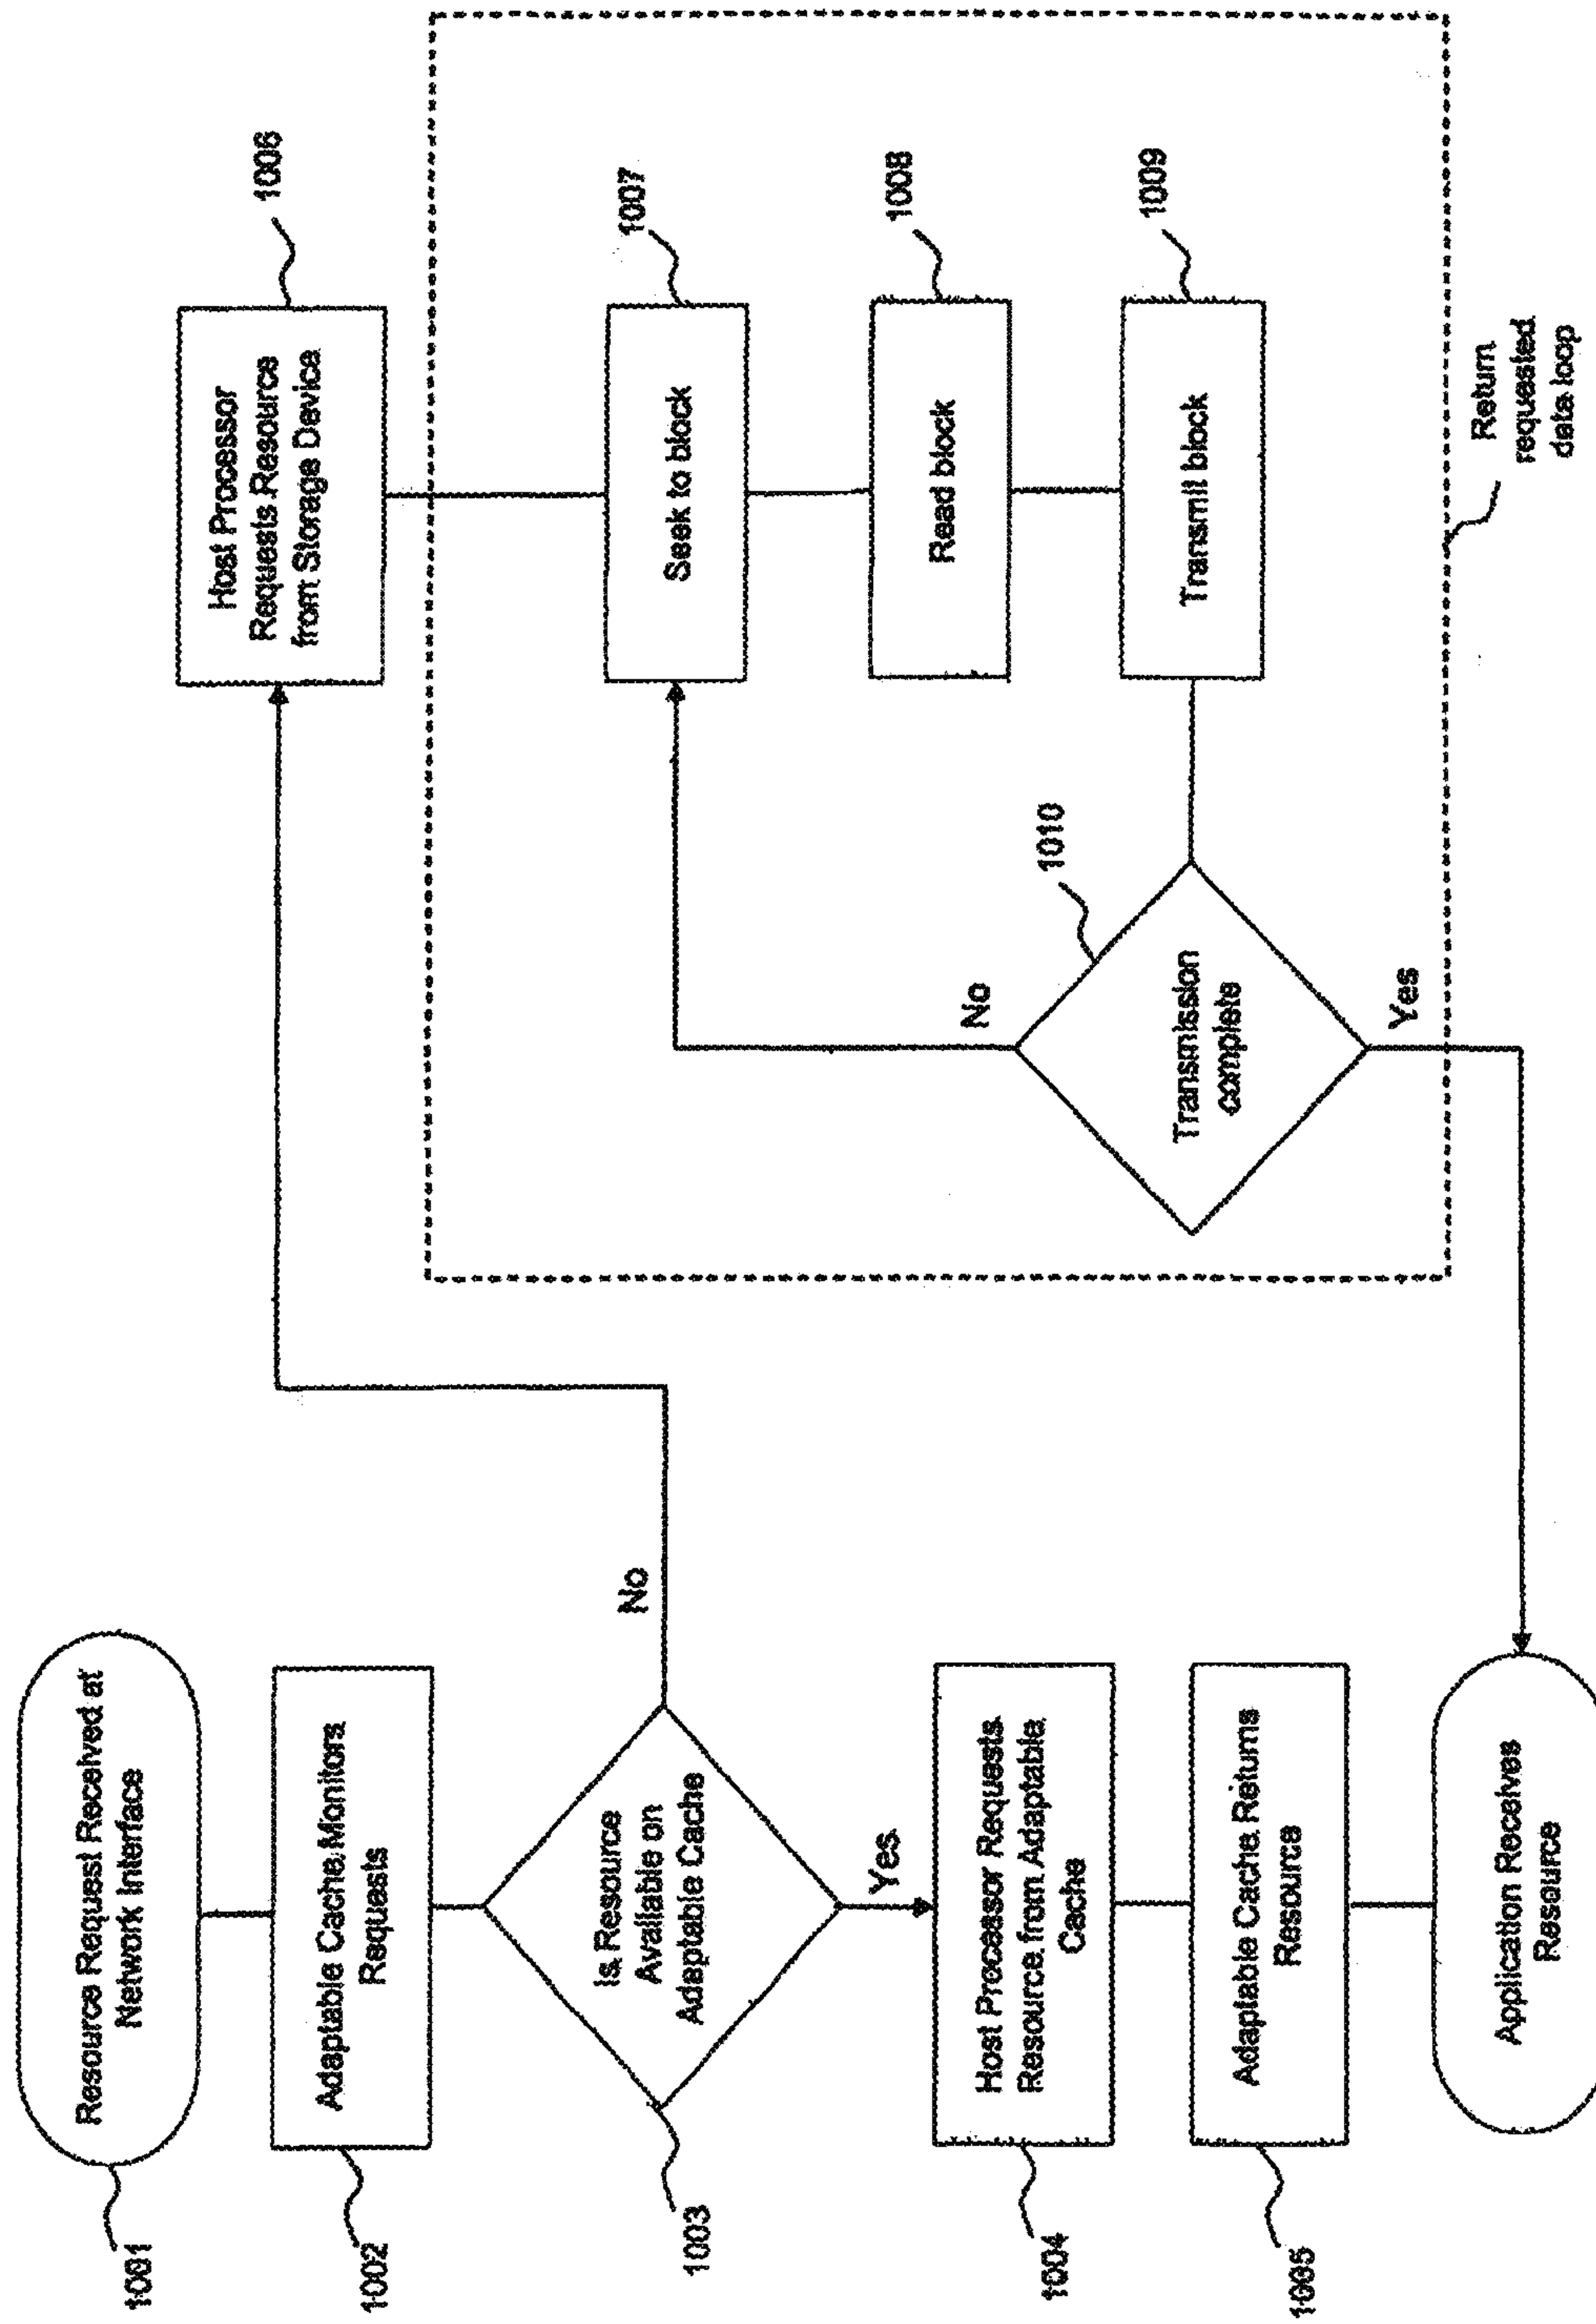 1001
Resource Request Received at
Network Interface
1002
Adaptable Cache Monitors
Requests
1003
Is Resource
Available on
Adaptable Cache
No
Yes
1004
Host Processor Requests
Resource from Adaptable
Cache
1005
Adaptable Cache Returns
Resource
Application Receives
Resource
1006
Host Processor
Requests Resource
from Storage Device
1007
Seek to block
1008
Read block
1009
Transmit block
1010
Transmission
complete
No
Yes
Return
requested
data loop